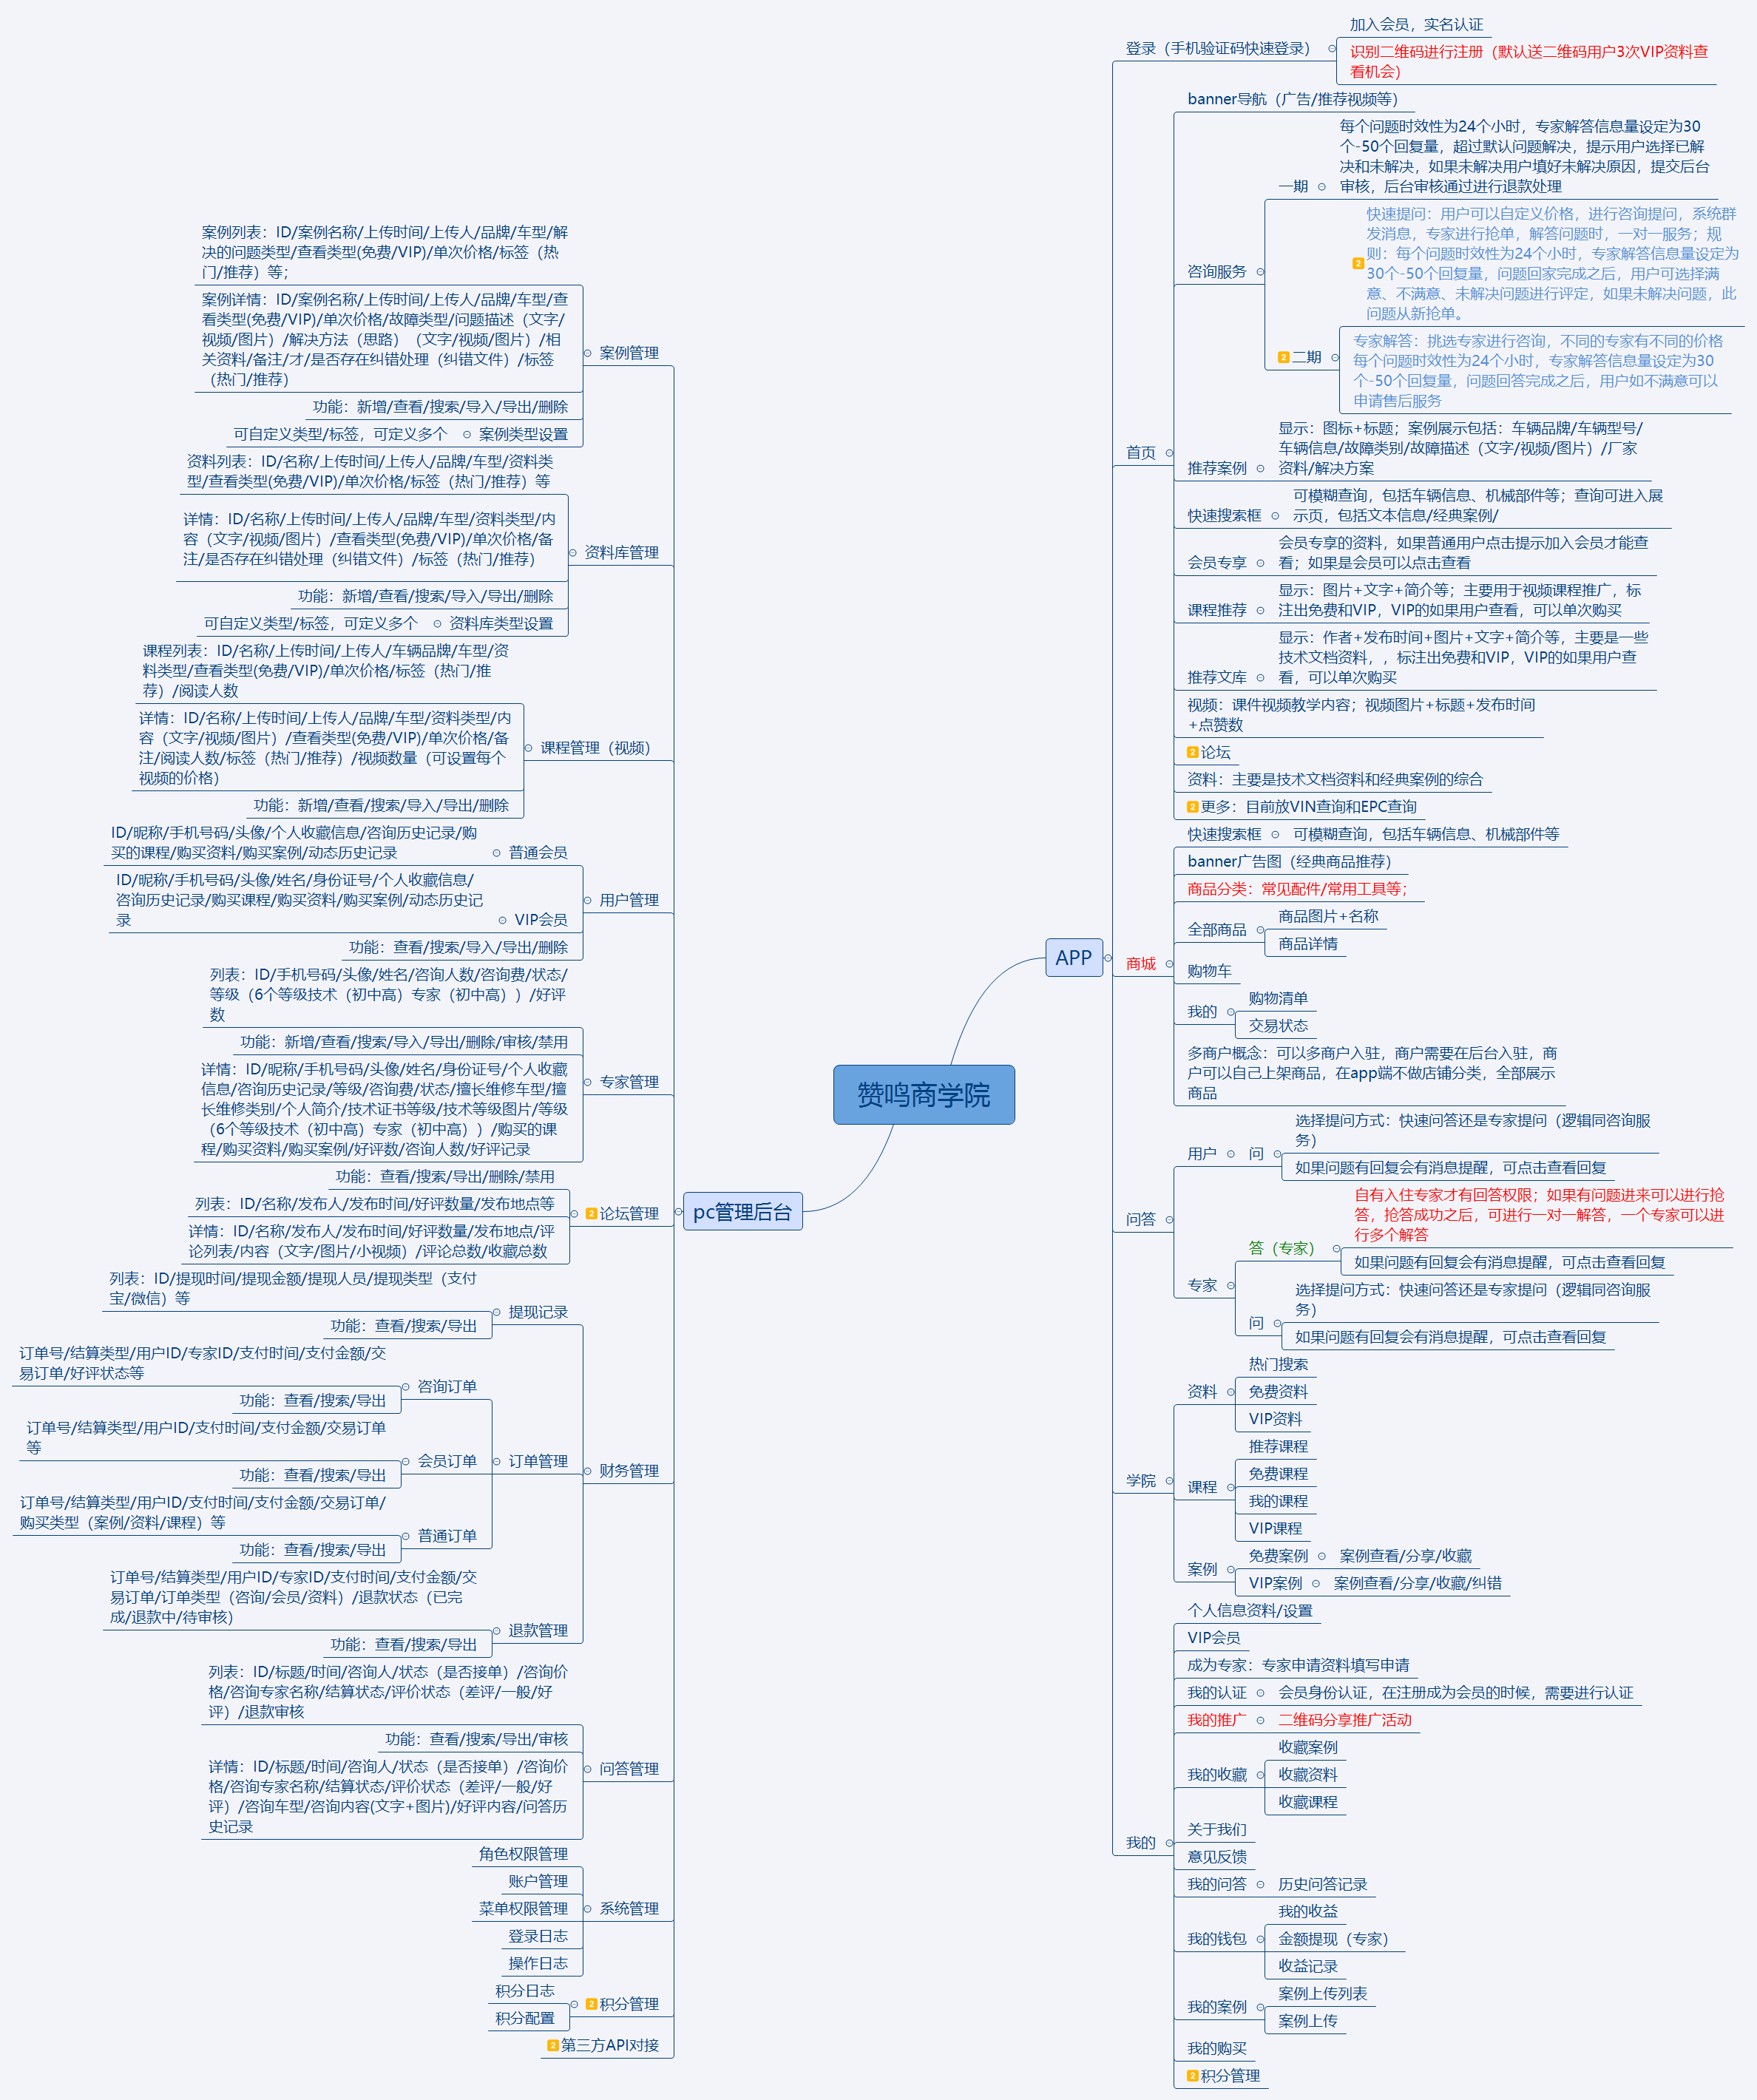 赞鸣商学院
APP
登录（手机验证码快速登录）
加入会员，实名认证
识别二维码进行注册（默认送二维码用户3次VIP资料查
看机会）
首页
banner导航（广告/推荐视频等）
咨询服务
一期
每个问题时效性为24个小时，专家解答信息量设定为30
个-50个回复量，超过默认问题解决，提示用户选择已解
决和未解决，如果未解决用户填好未解决原因，提交后台
审核，后台审核通过进行退款处理
2 二期
2
快速提问：用户可以自定义价格，进行咨询提问，系统群
发消息，专家进行抢单，解答问题时，一对一服务；规
则：每个问题时效性为24个小时，专家解答信息量设定为
30个-50个回复量，问题回家完成之后，用户可选择满
意、不满意、未解决问题进行评定，如果未解决问题，此
问题从新抢单。
专家解答：挑选专家进行咨询，不同的专家有不同的价格
每个问题时效性为24个小时，专家解答信息量设定为30
个-50个回复量，问题回答完成之后，用户如不满意可以
申请售后服务
推荐案例
显示：图标+标题；案例展示包括：车辆品牌/车辆型号/
车辆信息/故障类别/故障描述（文字/视频/图片）/厂家
资料/解决方案
快速搜索框
可模糊查询，包括车辆信息、机械部件等；查询可进入展
示页，包括文本信息/经典案例/
会员专享
会员专享的资料，如果普通用户点击提示加入会员才能查
看；如果是会员可以点击查看
课程推荐
显示：图片+文字+简介等；主要用于视频课程推广，标
注出免费和VIP，VIP的如果用户查看，可以单次购买
推荐文库
显示：作者+发布时间+图片+文字+简介等，主要是一些
技术文档资料，，标注出免费和VIP，VIP的如果用户查
看，可以单次购买
视频：课件视频教学内容；视频图片+标题+发布时间
+点赞数
2 论坛
资料：主要是技术文档资料和经典案例的综合
2 更多：目前放VIN查询和EPC查询
商城
快速搜索框
可模糊查询，包括车辆信息、机械部件等
banner广告图（经典商品推荐）
商品分类：常见配件/常用工具等；
全部商品
商品图片+名称
商品详情
购物车
我的
购物清单
交易状态
多商户概念：可以多商户入驻，商户需要在后台入驻，商
户可以自己上架商品，在app端不做店铺分类，全部展示
商品
问答
用户
问
选择提问方式：快速问答还是专家提问（逻辑同咨询服
务）
如果问题有回复会有消息提醒，可点击查看回复
专家
答（专家）
自有入住专家才有回答权限；如果有问题进来可以进行抢
答，抢答成功之后，可进行一对一解答，一个专家可以进
行多个解答
如果问题有回复会有消息提醒，可点击查看回复
问
选择提问方式：快速问答还是专家提问（逻辑同咨询服
务）
如果问题有回复会有消息提醒，可点击查看回复
学院
资料
热门搜索
免费资料
VIP资料
课程
推荐课程
免费课程
我的课程
VIP课程
案例
免费案例
案例查看/分享/收藏
VIP案例
案例查看/分享/收藏/纠错
我的
个人信息资料/设置
VIP会员
成为专家：专家申请资料填写申请
我的认证
会员身份认证，在注册成为会员的时候，需要进行认证
我的推广
二维码分享推广活动
我的收藏
收藏案例
收藏资料
收藏课程
关于我们
意见反馈
我的问答
历史问答记录
我的钱包
我的收益
金额提现（专家）
收益记录
我的案例
案例上传列表
案例上传
我的购买
2 积分管理
pc管理后台
案例管理
案例列表：ID/案例名称/上传时间/上传人/品牌/车型/解
决的问题类型/查看类型(免费/VIP)/单次价格/标签（热
门/推荐）等；
案例详情：ID/案例名称/上传时间/上传人/品牌/车型/查
看类型(免费/VIP)/单次价格/故障类型/问题描述（文字/
视频/图片）/解决方法（思路）（文字/视频/图片）/相
关资料/备注/才/是否存在纠错处理（纠错文件）/标签
（热门/推荐）
功能：新增/查看/搜索/导入/导出/删除
案例类型设置
可自定义类型/标签，可定义多个
资料库管理
资料列表：ID/名称/上传时间/上传人/品牌/车型/资料类
型/查看类型(免费/VIP)/单次价格/标签（热门/推荐）等
详情：ID/名称/上传时间/上传人/品牌/车型/资料类型/内
容（文字/视频/图片）/查看类型(免费/VIP)/单次价格/备
注/是否存在纠错处理（纠错文件）/标签（热门/推荐）
功能：新增/查看/搜索/导入/导出/删除
资料库类型设置
可自定义类型/标签，可定义多个
课程管理（视频）
课程列表：ID/名称/上传时间/上传人/车辆品牌/车型/资
料类型/查看类型(免费/VIP)/单次价格/标签（热门/推
荐）/阅读人数
详情：ID/名称/上传时间/上传人/品牌/车型/资料类型/内
容（文字/视频/图片）/查看类型(免费/VIP)/单次价格/备
注/阅读人数/标签（热门/推荐）/视频数量（可设置每个
视频的价格）
功能：新增/查看/搜索/导入/导出/删除
用户管理
普通会员
ID/昵称/手机号码/头像/个人收藏信息/咨询历史记录/购
买的课程/购买资料/购买案例/动态历史记录
VIP会员
ID/昵称/手机号码/头像/姓名/身份证号/个人收藏信息/
咨询历史记录/购买课程/购买资料/购买案例/动态历史记
录
功能：查看/搜索/导入/导出/删除
专家管理
列表：ID/手机号码/头像/姓名/咨询人数/咨询费/状态/
等级（6个等级技术（初中高）专家（初中高））/好评
数
功能：新增/查看/搜索/导入/导出/删除/审核/禁用
详情：ID/昵称/手机号码/头像/姓名/身份证号/个人收藏
信息/咨询历史记录/等级/咨询费/状态/擅长维修车型/擅
长维修类别/个人简介/技术证书等级/技术等级图片/等级
（6个等级技术（初中高）专家（初中高））/购买的课
程/购买资料/购买案例/好评数/咨询人数/好评记录
2 论坛管理
功能：查看/搜索/导出/删除/禁用
列表：ID/名称/发布人/发布时间/好评数量/发布地点等
详情：ID/名称/发布人/发布时间/好评数量/发布地点/评
论列表/内容（文字/图片/小视频）/评论总数/收藏总数
财务管理
提现记录
列表：ID/提现时间/提现金额/提现人员/提现类型（支付
宝/微信）等
功能：查看/搜索/导出
订单管理
咨询订单
订单号/结算类型/用户ID/专家ID/支付时间/支付金额/交
易订单/好评状态等
功能：查看/搜索/导出
会员订单
订单号/结算类型/用户ID/支付时间/支付金额/交易订单
等
功能：查看/搜索/导出
普通订单
订单号/结算类型/用户ID/支付时间/支付金额/交易订单/
购买类型（案例/资料/课程）等
功能：查看/搜索/导出
退款管理
订单号/结算类型/用户ID/专家ID/支付时间/支付金额/交
易订单/订单类型（咨询/会员/资料）/退款状态（已完
成/退款中/待审核）
功能：查看/搜索/导出
问答管理
列表：ID/标题/时间/咨询人/状态（是否接单）/咨询价
格/咨询专家名称/结算状态/评价状态（差评/一般/好
评）/退款审核
功能：查看/搜索/导出/审核
详情：ID/标题/时间/咨询人/状态（是否接单）/咨询价
格/咨询专家名称/结算状态/评价状态（差评/一般/好
评）/咨询车型/咨询内容(文字+图片)/好评内容/问答历
史记录
系统管理
角色权限管理
账户管理
菜单权限管理
登录日志
操作日志
2 积分管理
积分日志
积分配置
2 第三方API对接